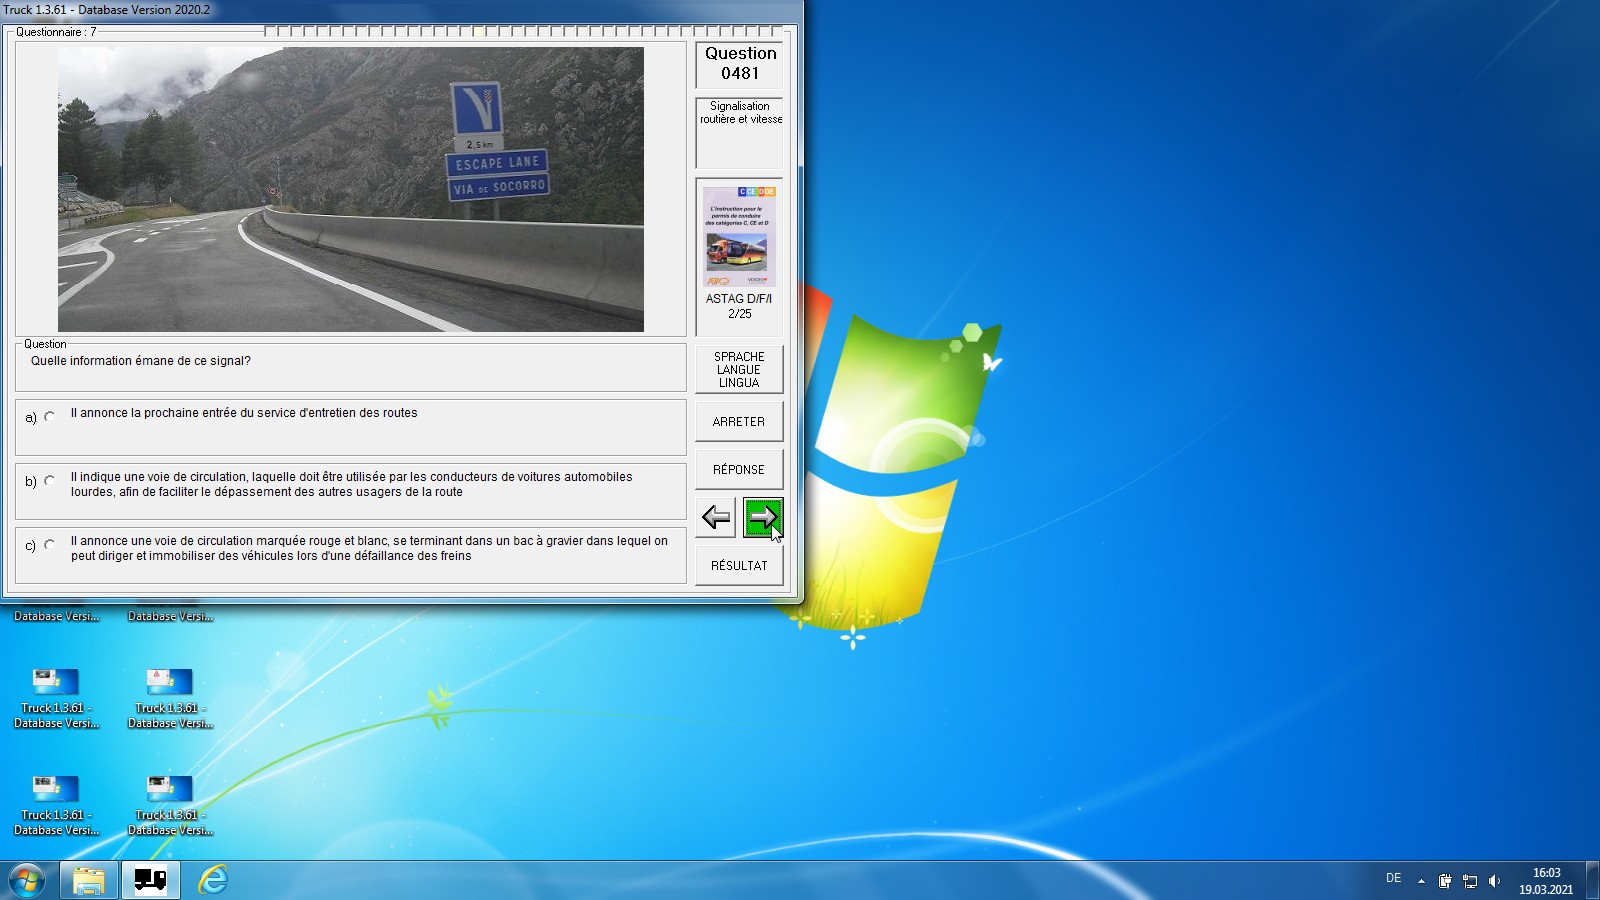 Truck 1.3.61 - Database Version 2020.2
Questionnaire : 7
2,5 km
ESCAPE LANE
VIA DE SOCORRO
Question
0481
Signalisation
routière et vitesse
C CE D DE
L'instruction pour le
permis de conduire
des catégories C, CE et D
ASTAG D/F/I
2/25
Question
Quelle information émane de ce signal?
a) Il annonce la prochaine entrée du service d'entretien des routes
b) Il indique une voie de circulation, laquelle doit être utilisée par les conducteurs de voitures automobiles
lourdes, afin de faciliter le dépassement des autres usagers de la route
c) Il annonce une voie de circulation marquée rouge et blanc, se terminant dans un bac à gravier dans lequel on
peut diriger et immobiliser des véhicules lors d'une défaillance des freins
SPRACHE
LANGUE
LINGUA
ARRETER
RÉPONSE
RÉSULTAT
Database Versi...
Database Versi...
Truck 1.3.61 -
Database Versi...
Truck 1.3.61 -
Database Versi...
Truck 1.3.61 -
Database Versi...
Truck 1.3.61 -
Database Versi...
DE
16:03
19.03.2021